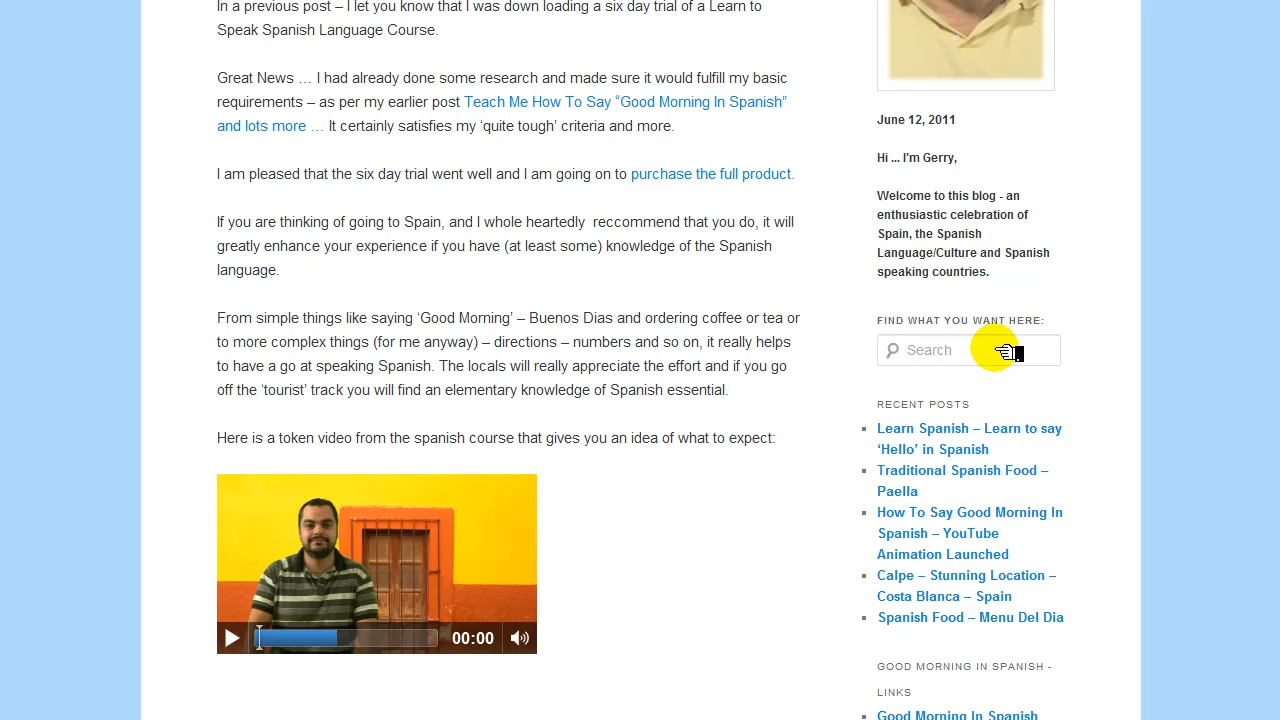 In a previous post – I let you know that I was down loading a six day trial of a Learn to
Speak Spanish Language Course.
Great News … I had already done some research and made sure it would fulfill my basic
requirements – as per my earlier post Teach Me How To Say “Good Morning In Spanish”
and lots more … It certainly satisfies my ‘quite tough’ criteria and more.
I am pleased that the six day trial went well and I am going on to purchase the full product.
If you are thinking of going to Spain, and I whole heartedly  reccommend that you do, it will
greatly enhance your experience if you have (at least some) knowledge of the Spanish
language.
From simple things like saying ‘Good Morning’ – Buenos Dias and ordering coffee or tea or
to more complex things (for me anyway) – directions – numbers and so on, it really helps
to have a go at speaking Spanish. The locals will really appreciate the effort and if you go
off the ‘tourist’ track you will find an elementary knowledge of Spanish essential.
Here is a token video from the spanish course that gives you an idea of what to expect:
00:00
June 12, 2011
Hi ... I'm Gerry,
Welcome to this blog - an
enthusiastic celebration of
Spain, the Spanish
Language/Culture and Spanish
speaking countries.
FIND WHAT YOU WANT HERE:
Search
RECENT POSTS
Learn Spanish – Learn to say
‘Hello’ in Spanish
Traditional Spanish Food –
Paella
How To Say Good Morning In
Spanish – YouTube
Animation Launched
Calpe – Stunning Location –
Costa Blanca – Spain
Spanish Food – Menu Del Dia
GOOD MORNING IN SPANISH -
LINKS
Good Morning In Spanish